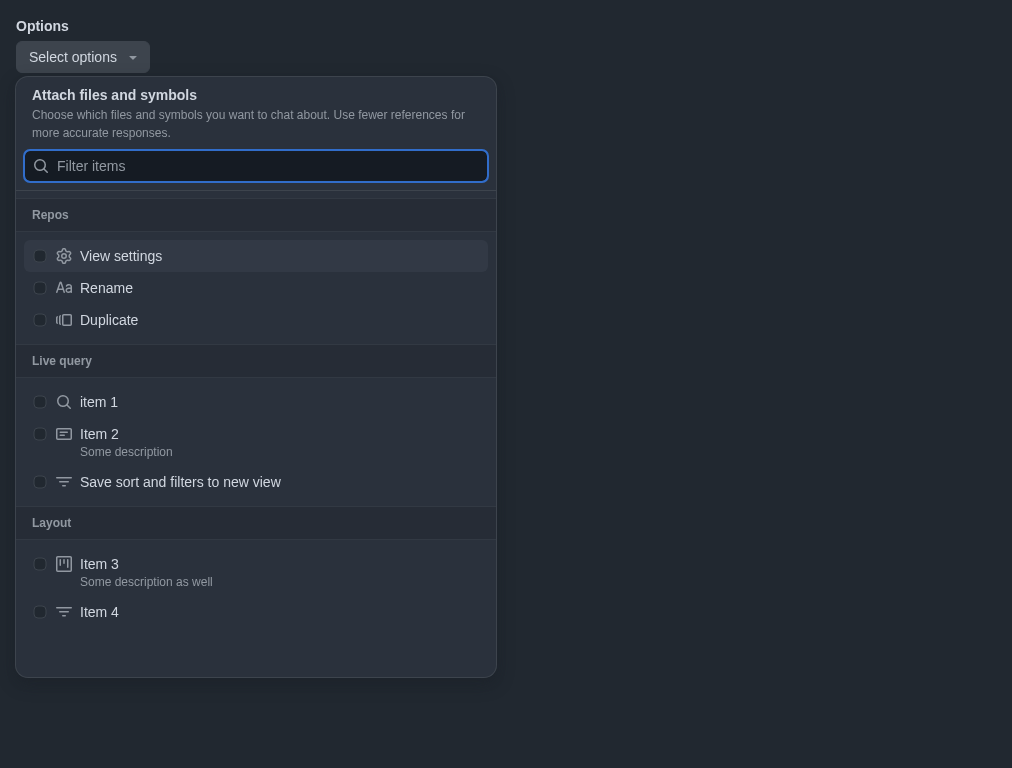 Options
Select options
Attach files and symbols
Choose which files and symbols you want to chat about. Use fewer references for
more accurate responses.
Filter items
Repos
View settings
Rename
Duplicate
Live query
item 1
Item 2
Some description
Save sort and filters to new view
Layout
Item 3
Some description as well
Item 4